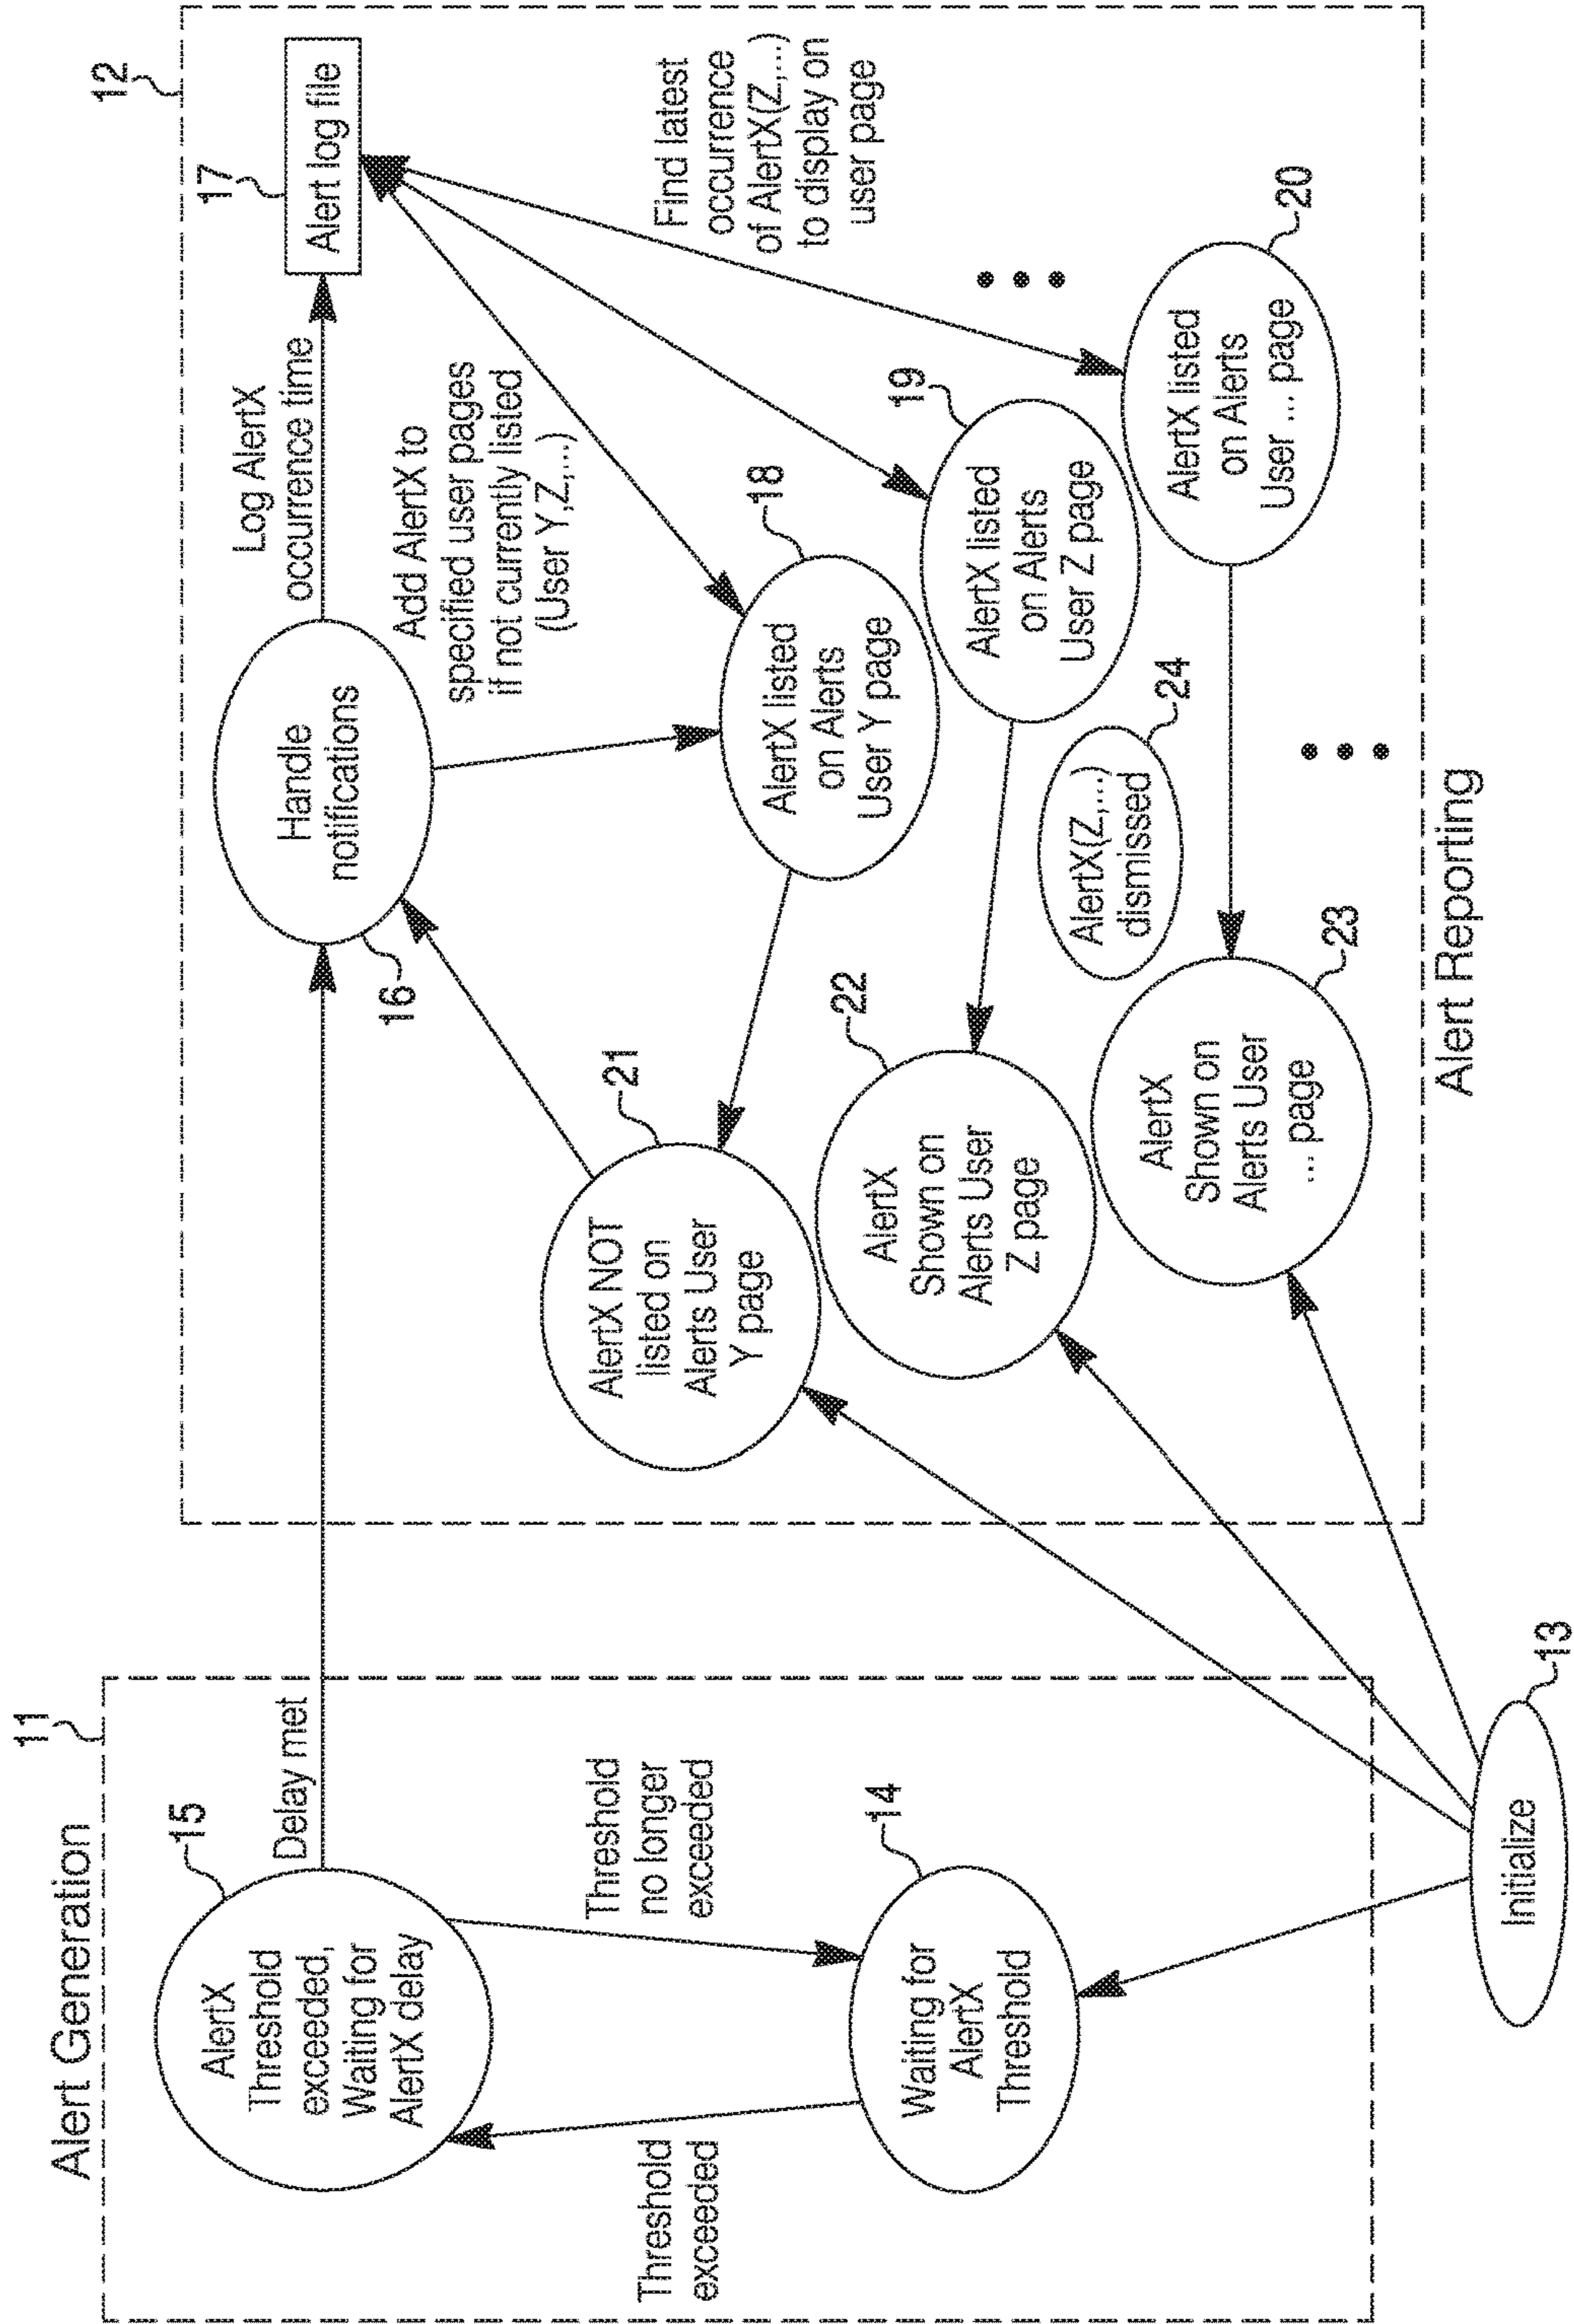 Alert Generation
11
15
AlertX
Threshold
exceeded,
Waiting for
AlertX delay
Delay met
Threshold
exceeded
Threshold
no longer
exceeded
14
Waiting for
AlertX
Threshold
Initialize
13
12
17
Alert log file
Log AlertX
occurrence time
Handle
notifications
16
Add AlertX to
specified user pages
if not currently listed
(User Y,Z,...)
Find latest
occurrence
of AlertX(Z,...)
to display on
user page
21
AlertX NOT
listed on
Alerts User
Y page
18
AlertX listed
on Alerts
User Y page
22
AlertX
Shown on
Alerts User
Z page
19
AlertX listed
on Alerts
User Z page
24
AlertX(Z,...)
dismissed
23
AlertX
Shown on
Alerts User
... page
20
AlertX listed
on Alerts
User ... page
Alert Reporting